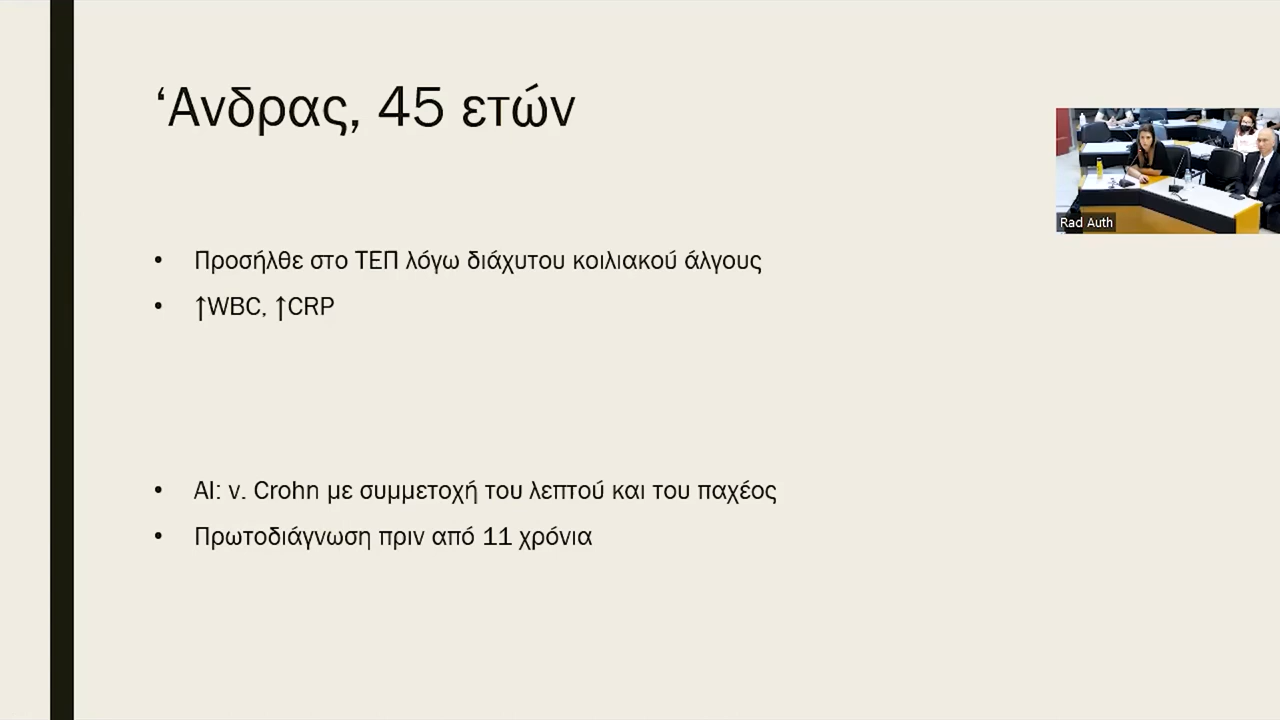 ‘Ανδρας, 45 ετών
• Προσήλθε στο ΤΕΠ λόγω διάχυτου κοιλιακού άλγους
• ↑WBC, ↑CRP
• ΑΙ: ν. Crohn με συμμετοχή του λεπτού και του παχέος
• Πρωτοδιάγνωση πριν από 11 χρόνια
Rad Auth